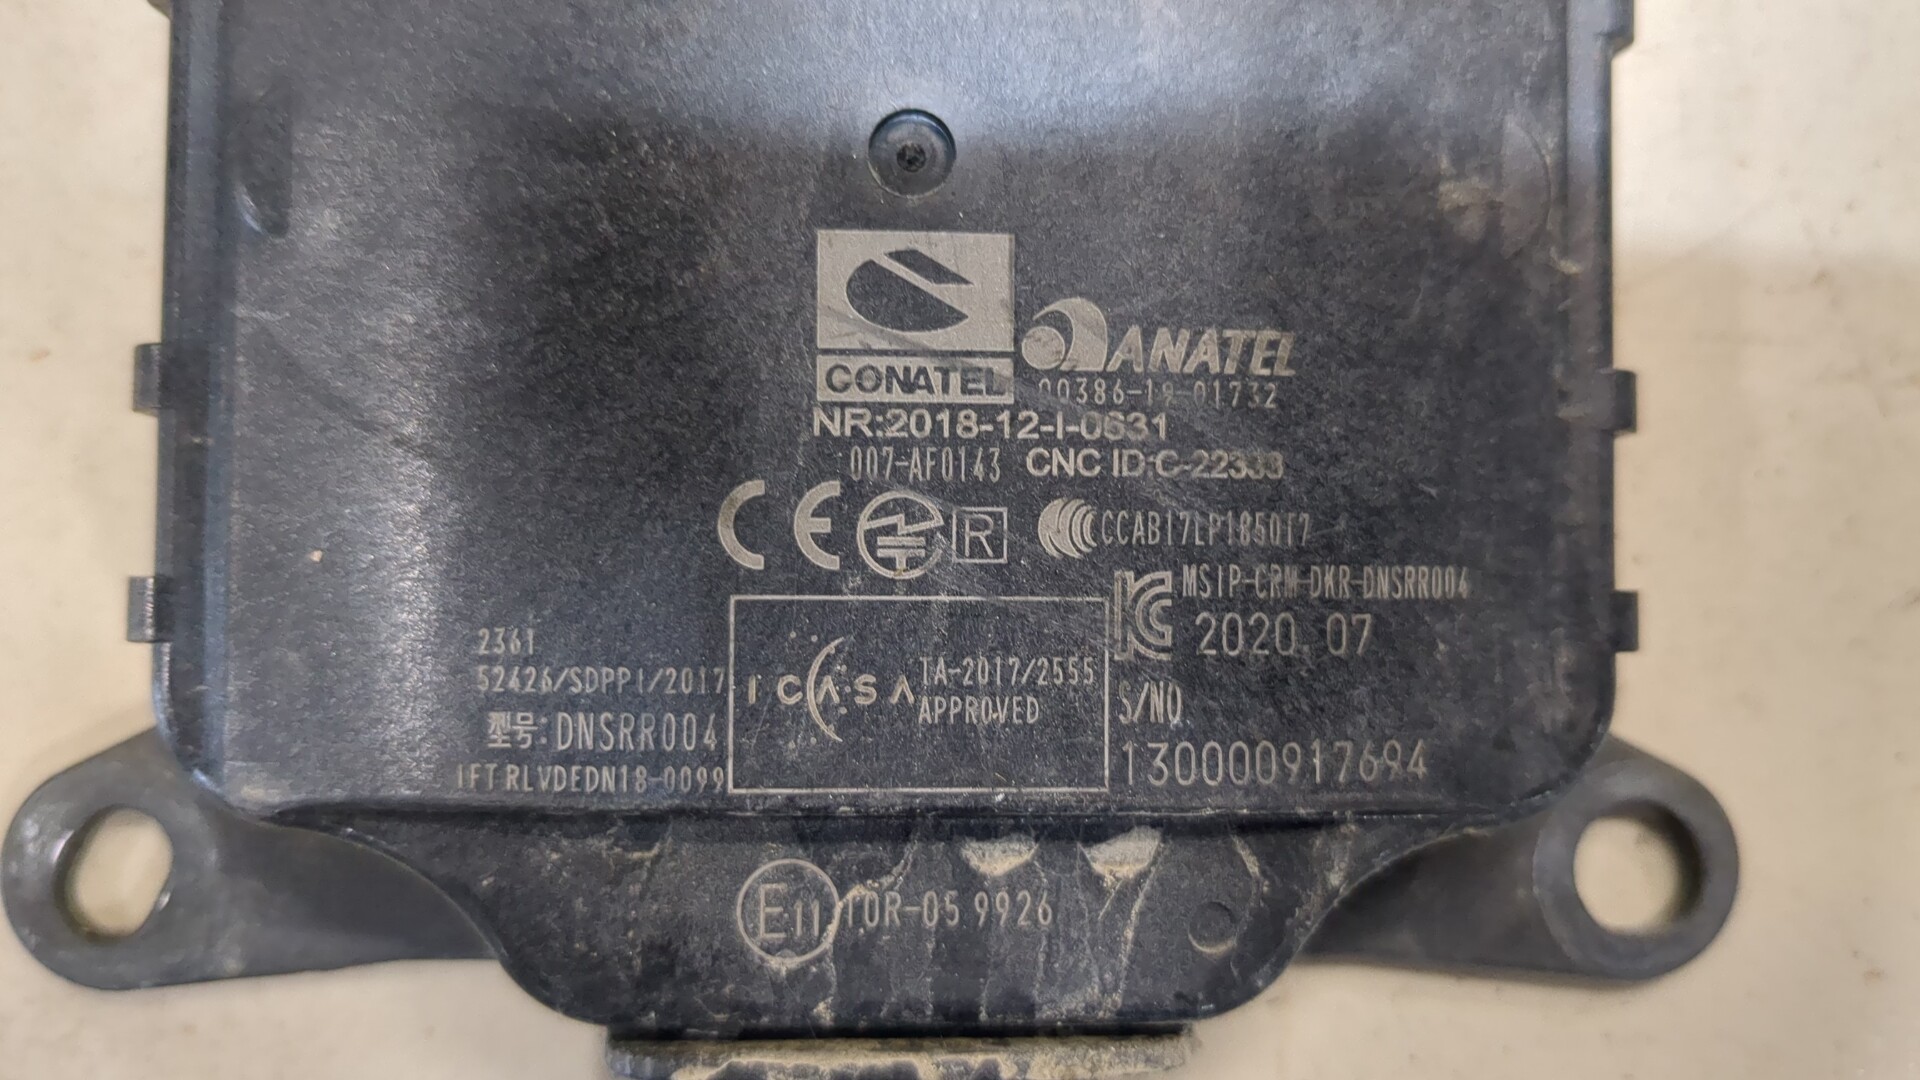 CONATEL
ANATEL
00386-19-01732
NR:2018-12-I-0631
007-AF0143 CNC ID:C-22333
CE R CCAB17LP1850T7
MSIP-CRM-DKR-DNSRR004
2020.07
2361
52426/SDPPI/2017
型号:DNSRR004
IFT RLVDEDN18-0099
ICASA TA-2017/2555
APPROVED
S/NO
130000917694
E11 10R-05 9926